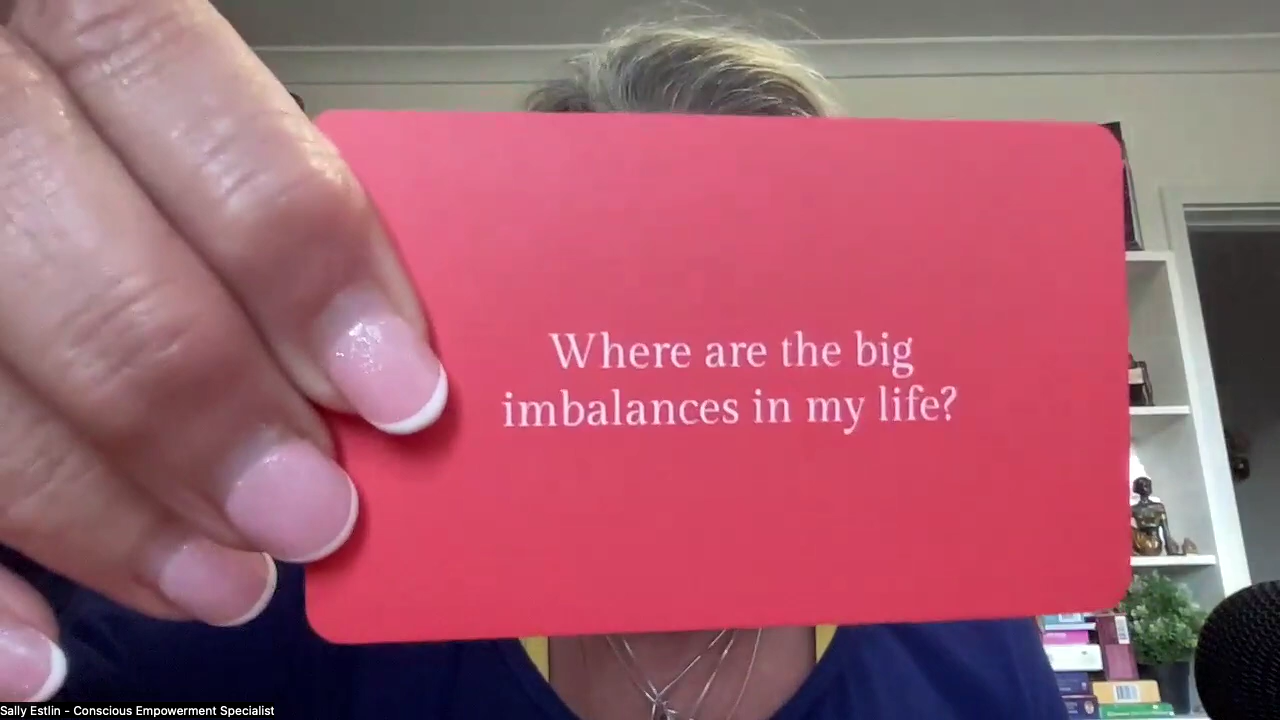 Where are the big
imbalances in my life?
Sally Estlin - Conscious Empowerment Specialist